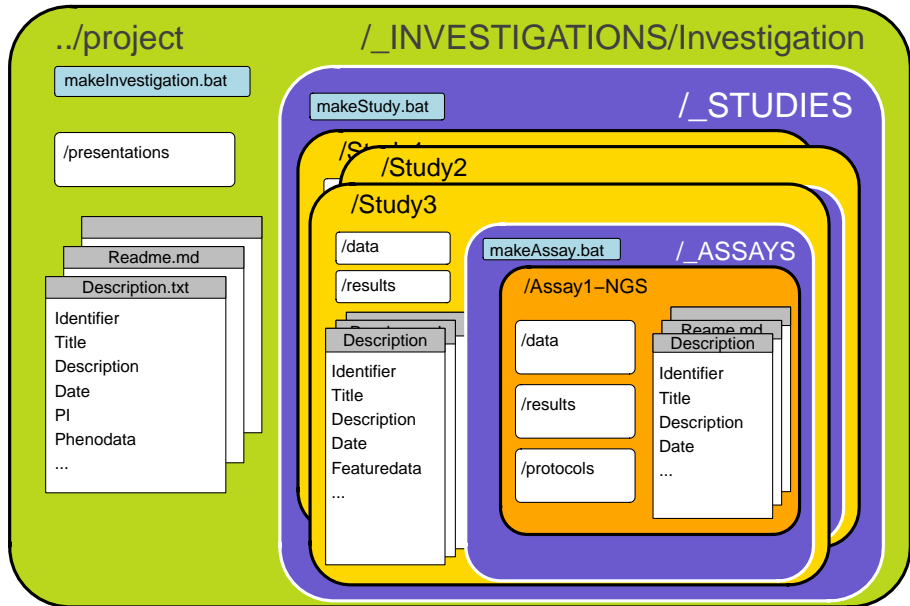 ../project
/_INVESTIGATIONS/Investigation
makeInvestigation.bat
/presentations
Readme.md
Description.txt
Identifier
Title
Description
Date
PI
Phenodata
...
makeStudy.bat
/_STUDIES
/Study2
/Study3
/data
/results
Description
Identifier
Title
Description
Date
Featuredata
...
makeAssay.bat
/_ASSAYS
/Assay1–NGS
/data
/results
/protocols
Reame.md
Description
Identifier
Title
Description
Date
...